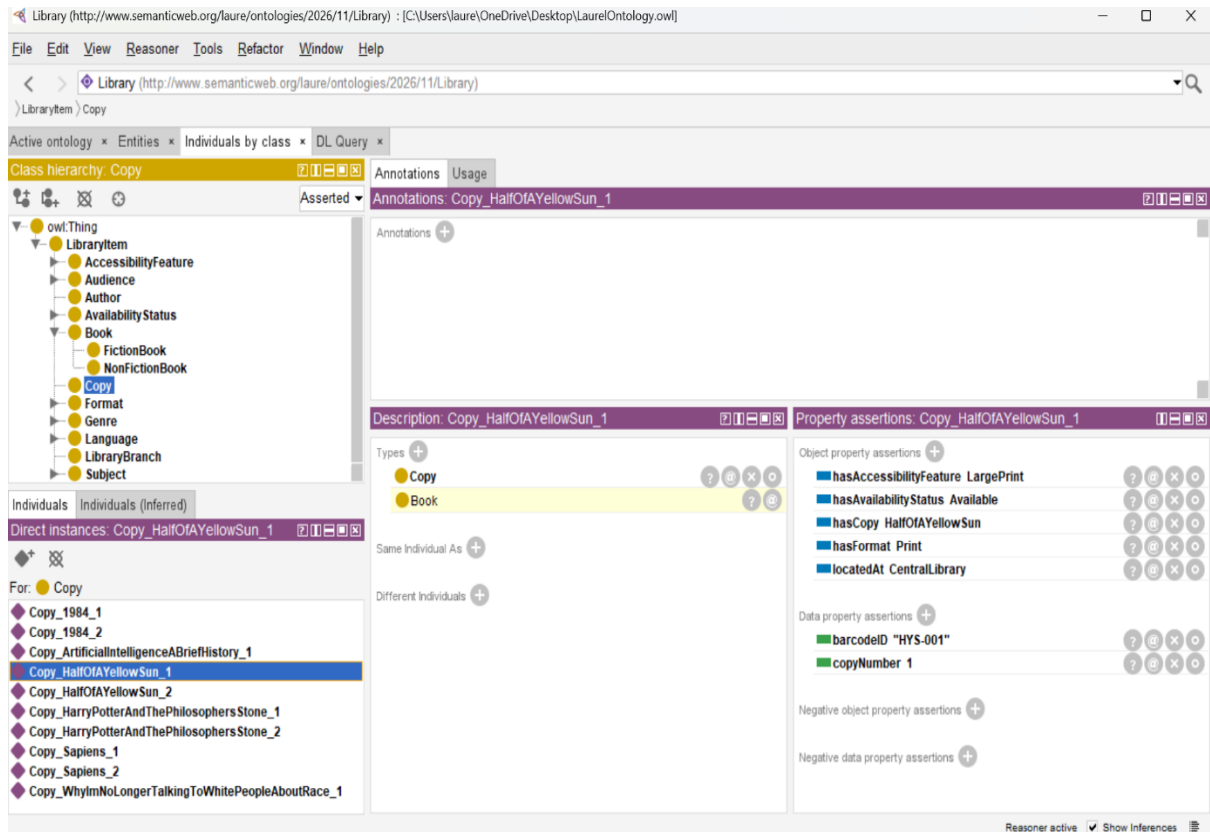 Library (http://www.semanticweb.org/laure/ontologies/2026/11/Library) : [C:\Users\laure\OneDrive\Desktop\LaurelOntology.owl]
File Edit View Reasoner Tools Refactor Window Help
Library (http://www.semanticweb.org/laure/ontologies/2026/11/Library)
LibraryItem Copy
Active ontology × Entities × Individuals by class × DL Query ×
Class hierarchy: Copy
Asserted
owl:Thing
LibraryItem
AccessibilityFeature
Audience
Author
AvailabilityStatus
Book
FictionBook
NonFictionBook
Copy
Format
Genre
Language
LibraryBranch
Subject
Individuals Individuals (Inferred)
Direct instances: Copy_HalfOfAYellowSun_1
For: Copy
Copy_1984_1
Copy_1984_2
Copy_ArtificialIntelligenceABriefHistory_1
Copy_HalfOfAYellowSun_1
Copy_HalfOfAYellowSun_2
Copy_HarryPotterAndThePhilosophersStone_1
Copy_HarryPotterAndThePhilosophersStone_2
Copy_Sapiens_1
Copy_Sapiens_2
Copy_WhyImNoLongerTalkingToWhitePeopleAboutRace_1
Annotations Usage
Annotations: Copy_HalfOfAYellowSun_1
Annotations
Description: Copy_HalfOfAYellowSun_1
Types
Copy
Book
Same Individual As
Different Individuals
Property assertions: Copy_HalfOfAYellowSun_1
Object property assertions
hasAccessibilityFeature LargePrint
hasAvailabilityStatus Available
hasCopy HalfOfAYellowSun
hasFormat Print
locatedAt CentralLibrary
Data property assertions
barcodeID "HYS-001"
copyNumber 1
Negative object property assertions
Negative data property assertions
Reasoner active Show Inferences